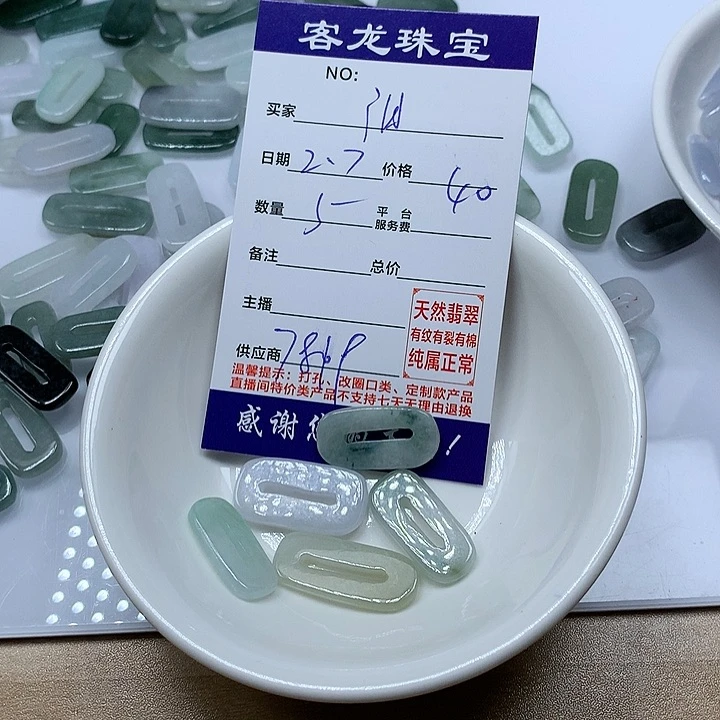 客龙珠宝
NO:
买家
日期 2.7 价格 40
数量 5 平台服务费
备注 总价
主播
天然翡翠
有纹有裂有棉
纯属正常
供应商 7869
温馨提示：打孔、改圈口类、定制款产品
直播间特价类产品不支持七天无理由退换
感谢 !